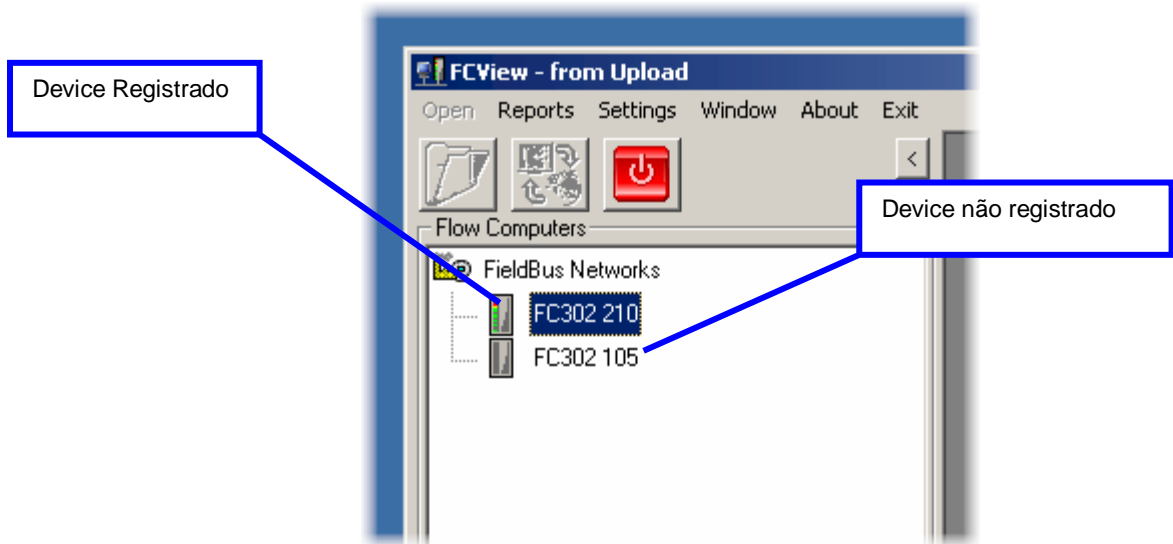 FCView - from Upload
Device Registrado
Open Reports Settings Window About Exit
<
Device não registrado
Flow Computers
FieldBus Networks
FC302 210
FC302 105